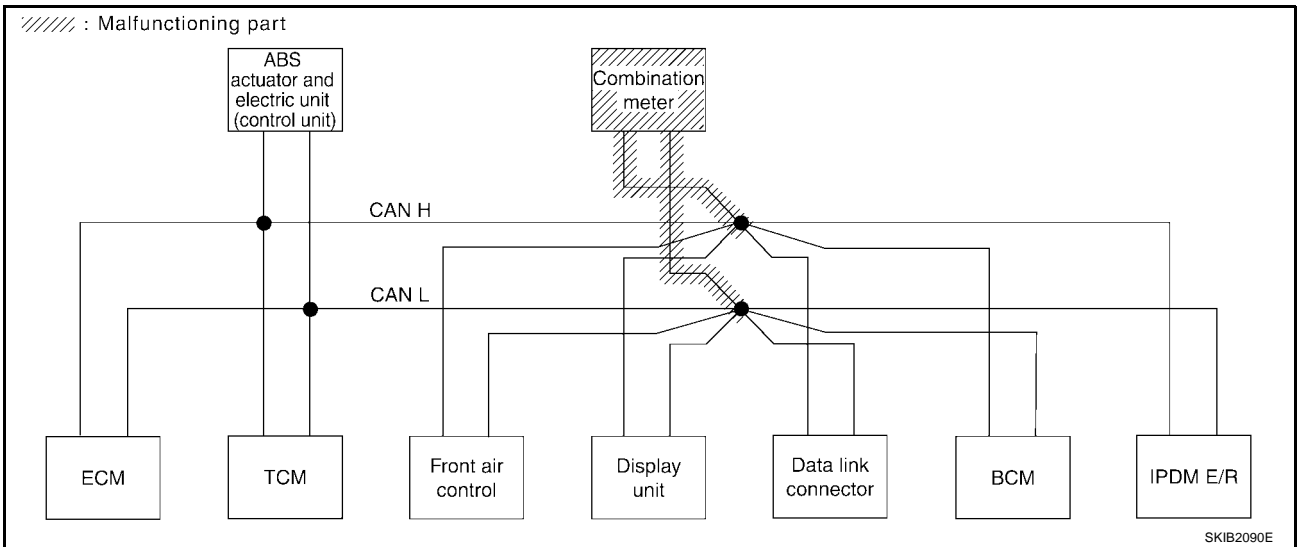 : Malfunctioning part
ABS
actuator and
electric unit
(control unit)
Combination
meter
CAN H
CAN L
ECM
TCM
Front air
control
Display
unit
Data link
connector
BCM
IPDM E/R
SKIB2090E